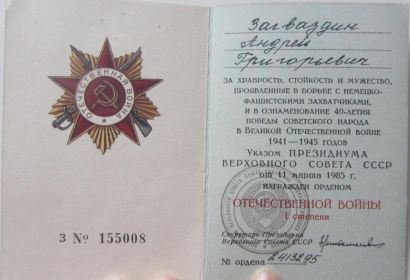 ОТЕЧЕСТВЕННАЯ ВОЙНА
З № 155008
Загваздин
Андрей
Григорьевич
ЗА ХРАБРОСТЬ, СТОЙКОСТЬ И МУЖЕСТВО,
ПРОЯВЛЕННЫЕ В БОРЬБЕ С НЕМЕЦКО-
ФАШИСТСКИМИ ЗАХВАТЧИКАМИ,
И В ОЗНАМЕНОВАНИЕ 40-ЛЕТИЯ
ПОБЕДЫ СОВЕТСКОГО НАРОДА
В ВЕЛИКОЙ ОТЕЧЕСТВЕННОЙ ВОЙНЕ
1941—1945 ГОДОВ
Указом ПРЕЗИДИУМА
ВЕРХОВНОГО СОВЕТА СССР
от 11 марта 1985 г.
НАГРАЖДЕН ОРДЕНОМ
ОТЕЧЕСТВЕННОЙ ВОЙНЫ
I степени
Секретарь Президиума
Верховного Совета СССР
№ ордена 2413295